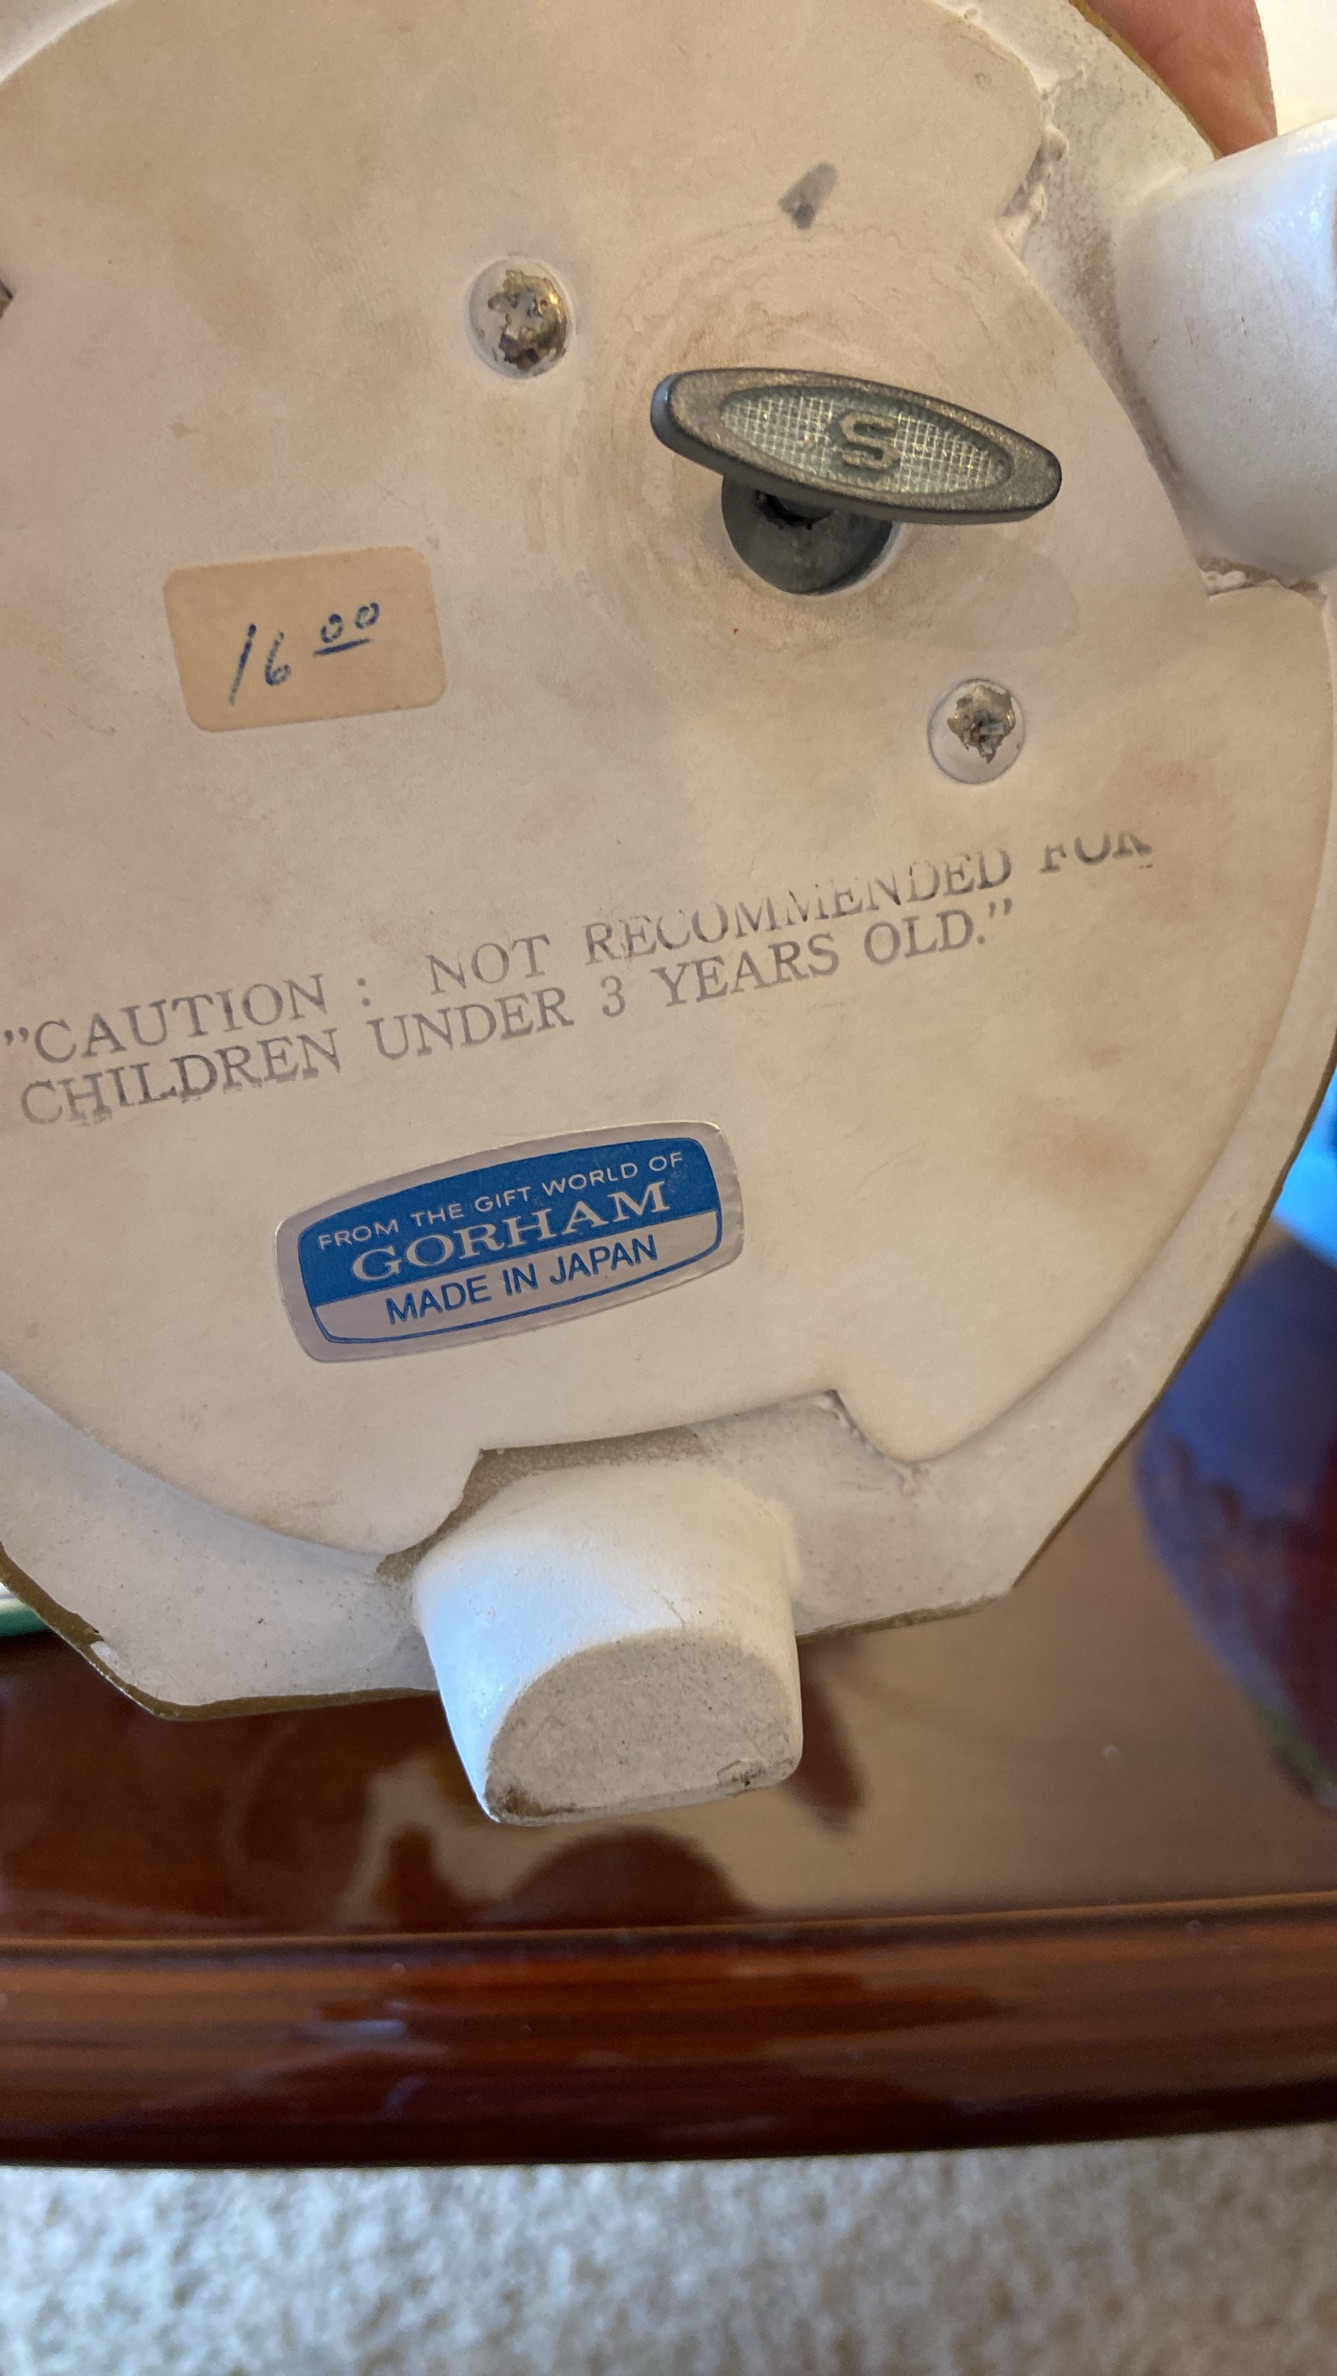 S
16 00
"CAUTION : NOT RECOMMENDED FOR
CHILDREN UNDER 3 YEARS OLD."
FROM THE GIFT WORLD OF
GORHAM
MADE IN JAPAN